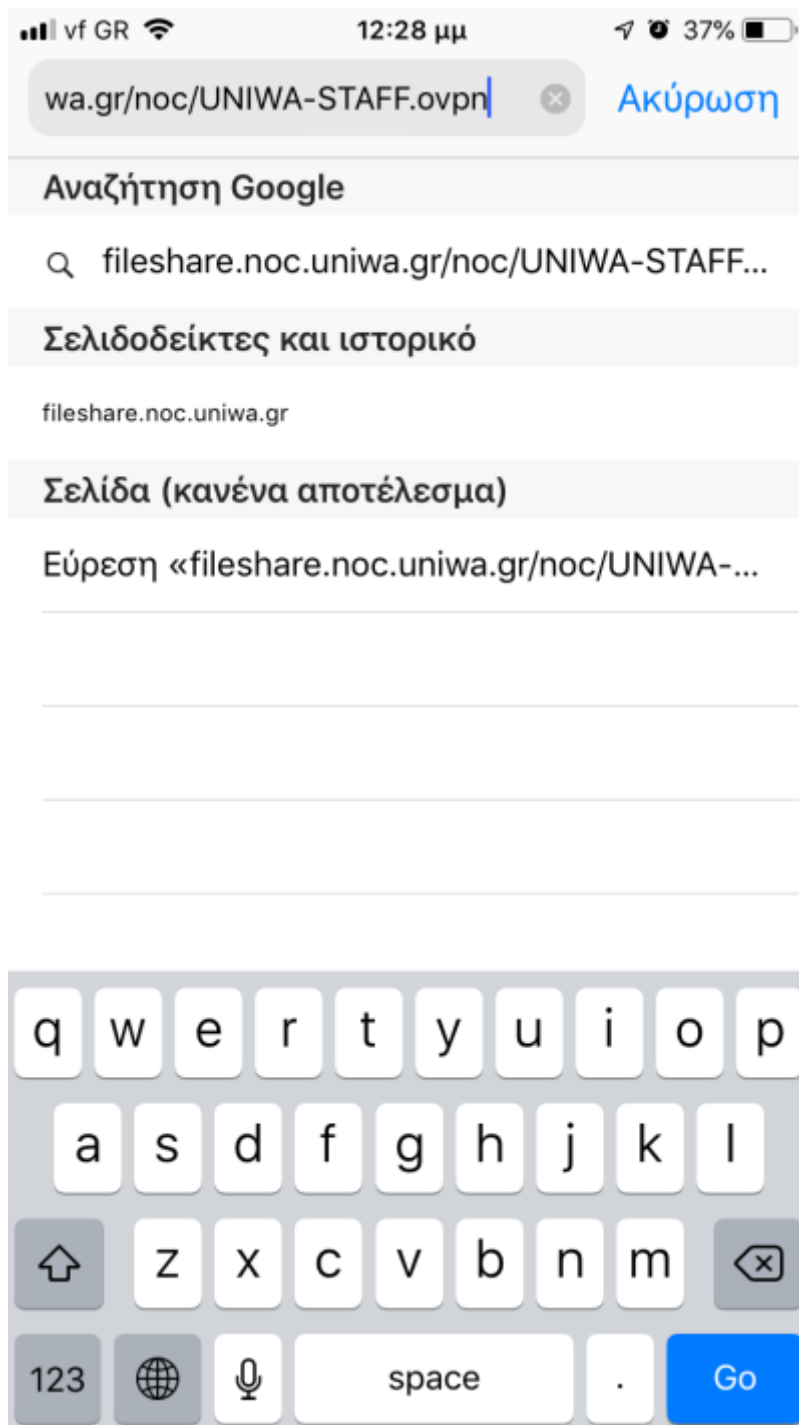 vf GR 12:28 μμ 37%
wa.gr/noc/UNIWA-STAFF.ovpn Ακύρωση
Αναζήτηση Google
fileshare.noc.uniwa.gr/noc/UNIWA-STAFF...
Σελιδοδείκτες και ιστορικό
fileshare.noc.uniwa.gr
Σελίδα (κανένα αποτέλεσμα)
Εύρεση «fileshare.noc.uniwa.gr/noc/UNIWA-...
q w e r t y u i o p
a s d f g h j k l
z x c v b n m
123 space . Go